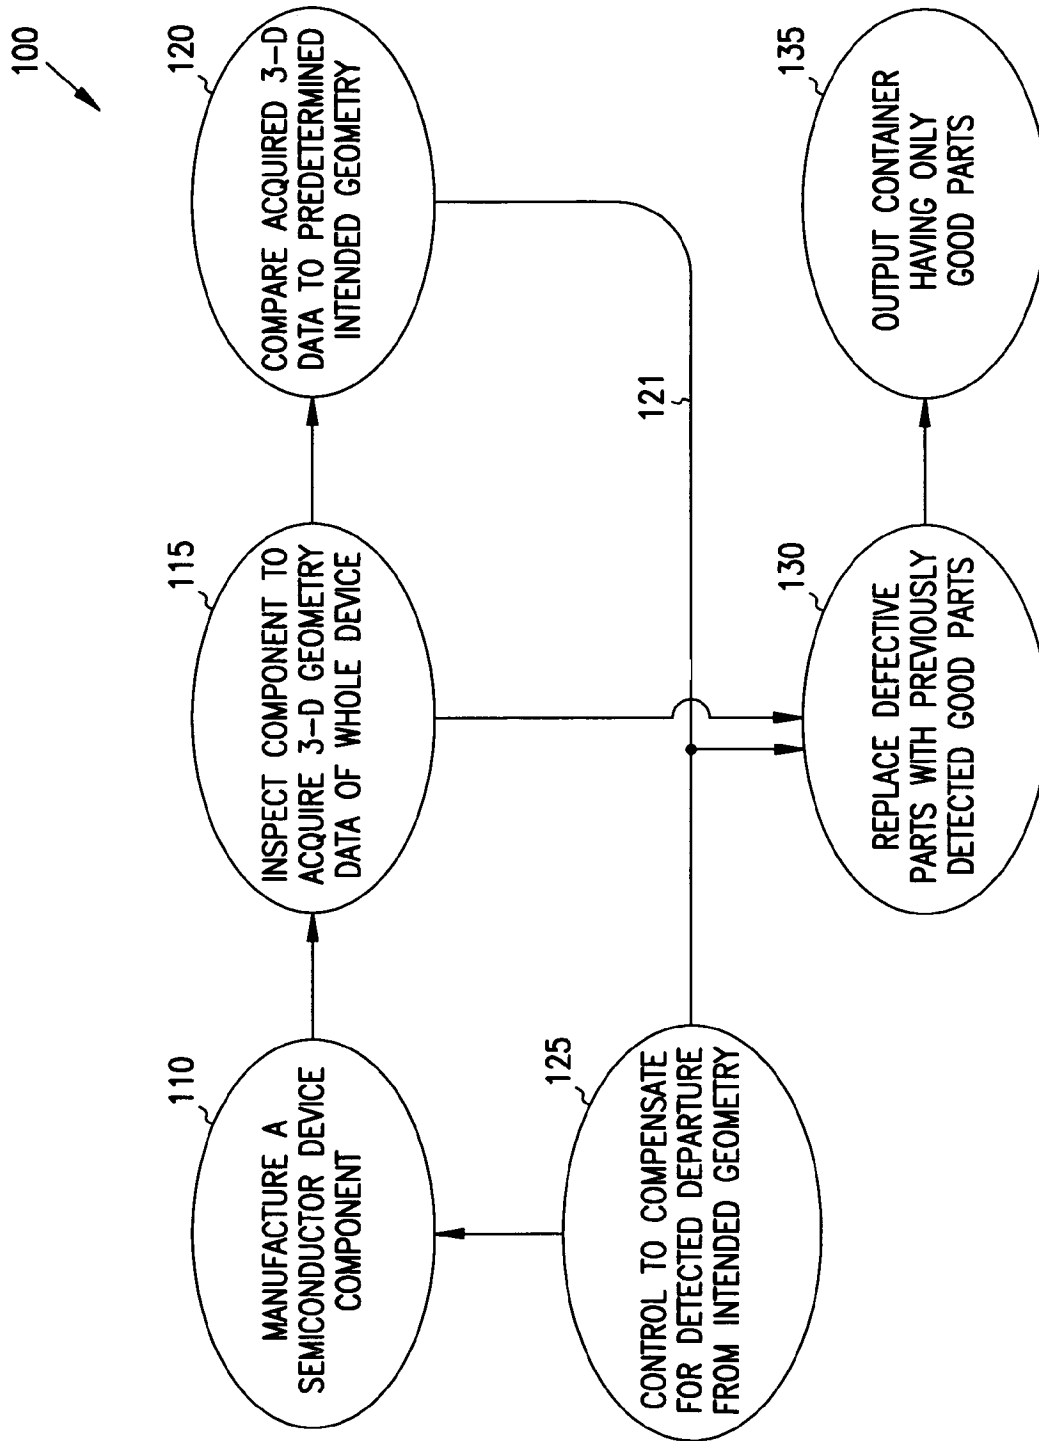 100
110
MANUFACTURE A
SEMICONDUCTOR DEVICE
COMPONENT
115
INSPECT COMPONENT TO
ACQUIRE 3-D GEOMETRY
DATA OF WHOLE DEVICE
120
COMPARE ACQUIRED 3-D
DATA TO PREDETERMINED
INTENDED GEOMETRY
121
125
CONTROL TO COMPENSATE
FOR DETECTED DEPARTURE
FROM INTENDED GEOMETRY
130
REPLACE DEFECTIVE
PARTS WITH PREVIOUSLY
DETECTED GOOD PARTS
135
OUTPUT CONTAINER
HAVING ONLY
GOOD PARTS